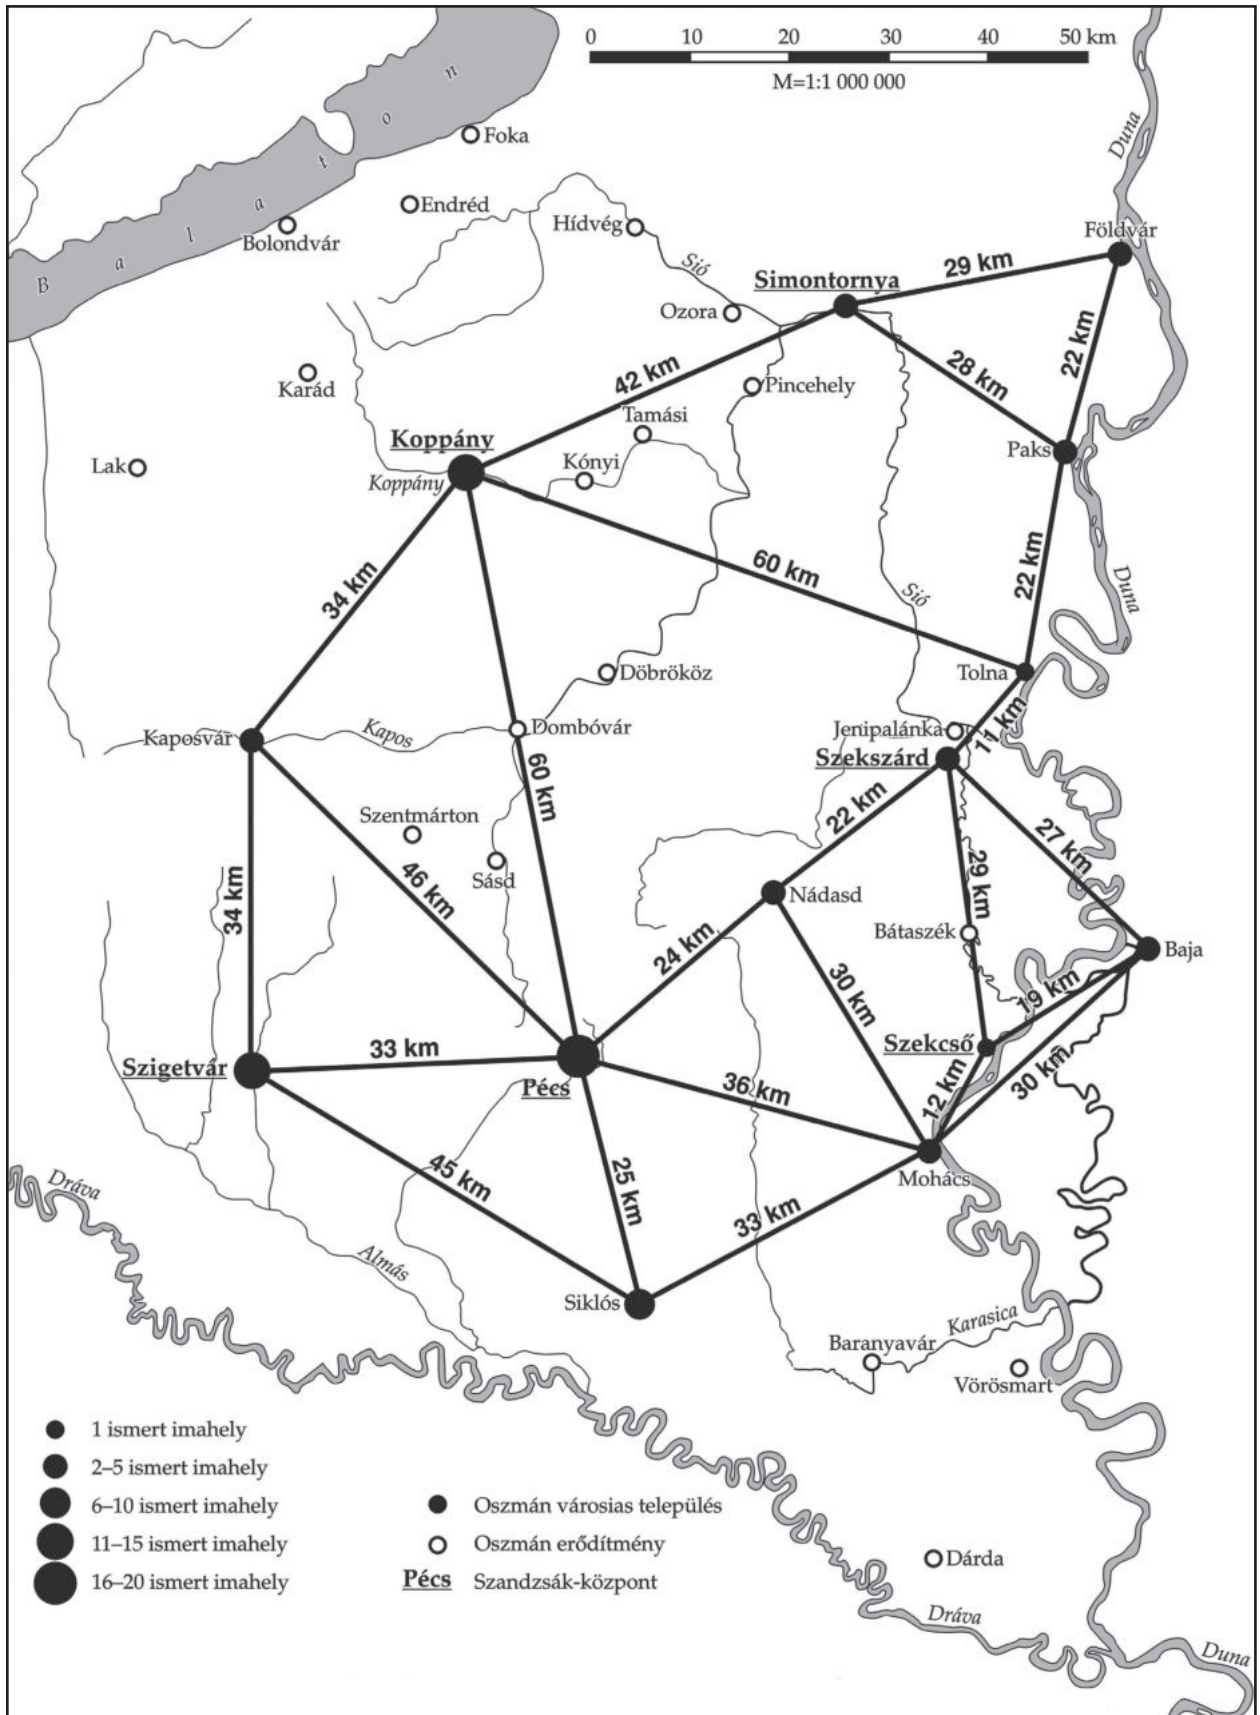 0 10 20 30 40 50 km
M=1:1 000 000
B a l a t o n
Foka
Duna
Endréd
Bolondvár
Hídvég
Földvár
Sió
29 km
Simontornya
Ozora
22 km
Karád
42 km
28 km
Pincehely
Tamási
Koppány
Paks
Lak
Kónyi
Koppány
60 km
34 km
22 km
Duna
Sió
Döbrököz
Tolna
Kaposvár
Kapos
Dombóvár
Jenipalánka
11 km
Szekszárd
60 km
22 km
Szentmárton
27 km
Sásd
46 km
29 km
34 km
Nádasd
Bátaszék
24 km
Baja
30 km
19 km
33 km
Szekcső
Szigetvár
Pécs
36 km
12 km
30 km
Mohács
Dráva
45 km
25 km
33 km
Almás
Siklós
Karasica
Baranyavár
Vörösmart
1 ismert imahely
2–5 ismert imahely
6–10 ismert imahely
11–15 ismert imahely
16–20 ismert imahely
Oszmán városias település
Oszmán erődítmény
Pécs Szandzsák-központ
Dárda
Dráva
Duna